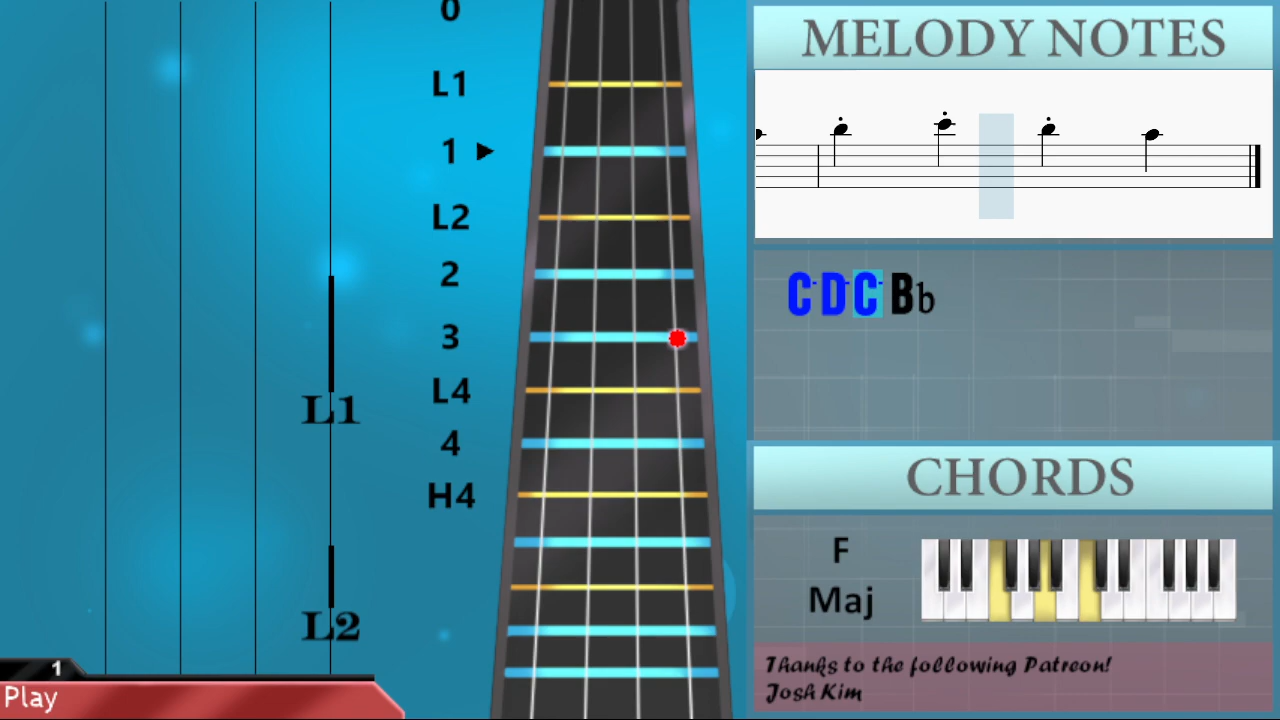 0
L1
1 ►
L2
2
3
L4
4
H4
L1
L2
1
Play
MELODY NOTES
C D C Bb
CHORDS
F
Maj
Thanks to the following Patreon!
Josh Kim